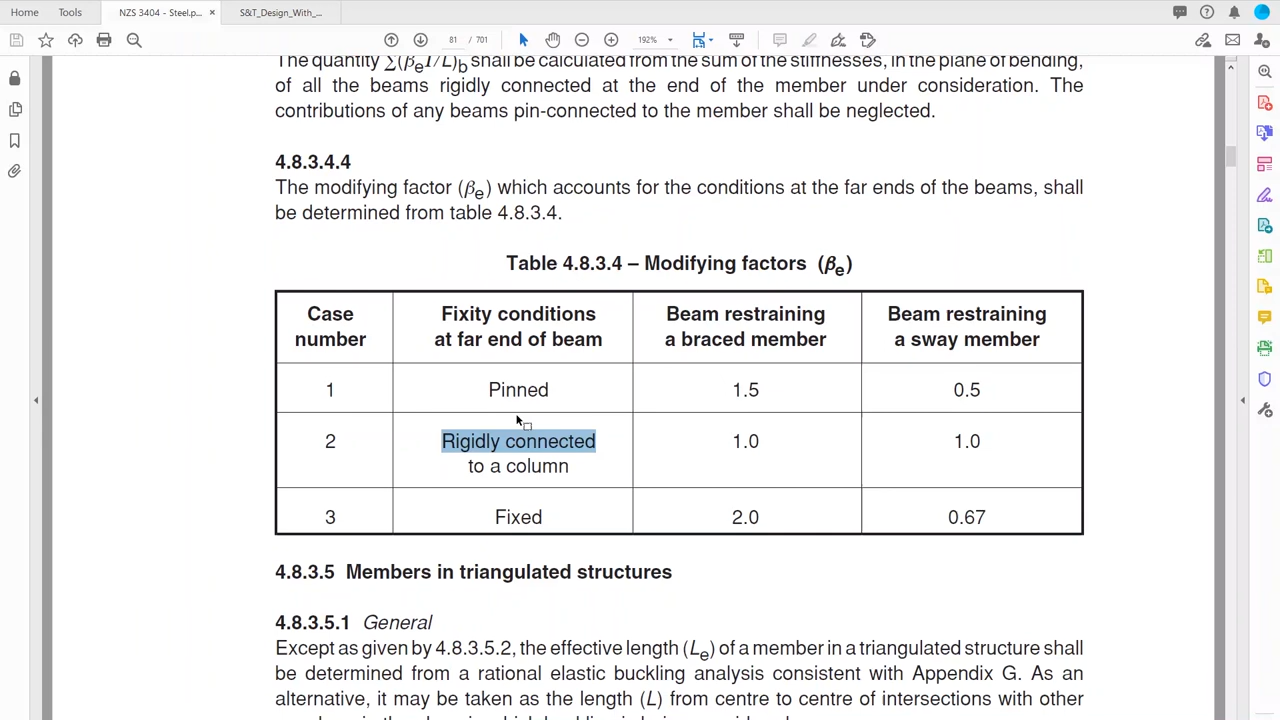 Home Tools NZS 3404 - Steel.p... × S&T_Design_With_...
81 / 701 192%
The quantity ∑(βeI/L)b shall be calculated from the sum of the stiffnesses, in the plane of bending,
of all the beams rigidly connected at the end of the member under consideration. The
contributions of any beams pin-connected to the member shall be neglected.
4.8.3.4.4
The modifying factor (βe) which accounts for the conditions at the far ends of the beams, shall
be determined from table 4.8.3.4.
Table 4.8.3.4 – Modifying factors (βe)
Case number Fixity conditions at far end of beam Beam restraining a braced member Beam restraining a sway member
1 Pinned 1.5 0.5
2 Rigidly connected to a column 1.0 1.0
3 Fixed 2.0 0.67
4.8.3.5 Members in triangulated structures
4.8.3.5.1 General
Except as given by 4.8.3.5.2, the effective length (Le) of a member in a triangulated structure shall
be determined from a rational elastic buckling analysis consistent with Appendix G. As an
alternative, it may be taken as the length (L) from centre to centre of intersections with other